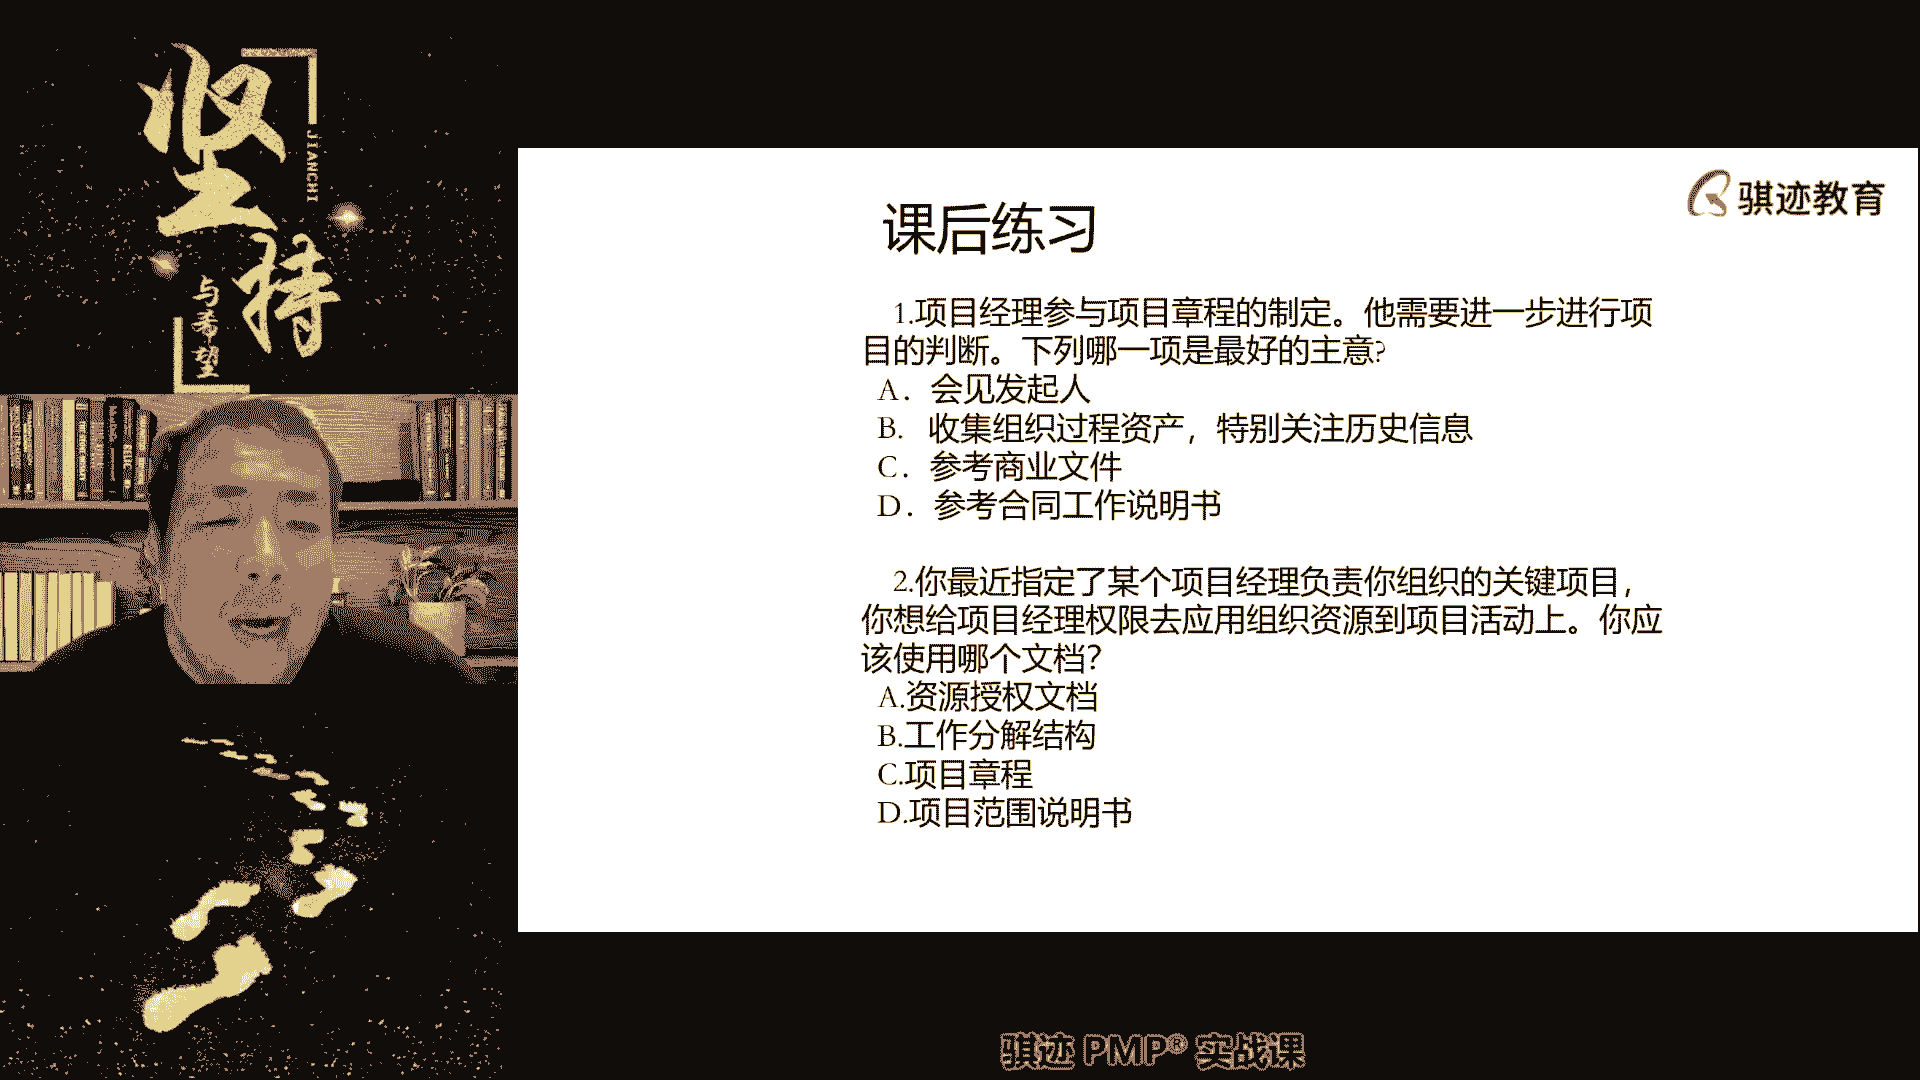 坚持
JIANCHI
与希望
骐迹教育
课后练习
1.项目经理参与项目章程的制定。他需要进一步进行项
目的判断。下列哪一项是最好的主意?
A．会见发起人
B. 收集组织过程资产，特别关注历史信息
C．参考商业文件
D．参考合同工作说明书
2.你最近指定了某个项目经理负责你组织的关键项目，
你想给项目经理权限去应用组织资源到项目活动上。你应
该使用哪个文档？
A.资源授权文档
B.工作分解结构
C.项目章程
D.项目范围说明书
骐迹 PMP® 实战课